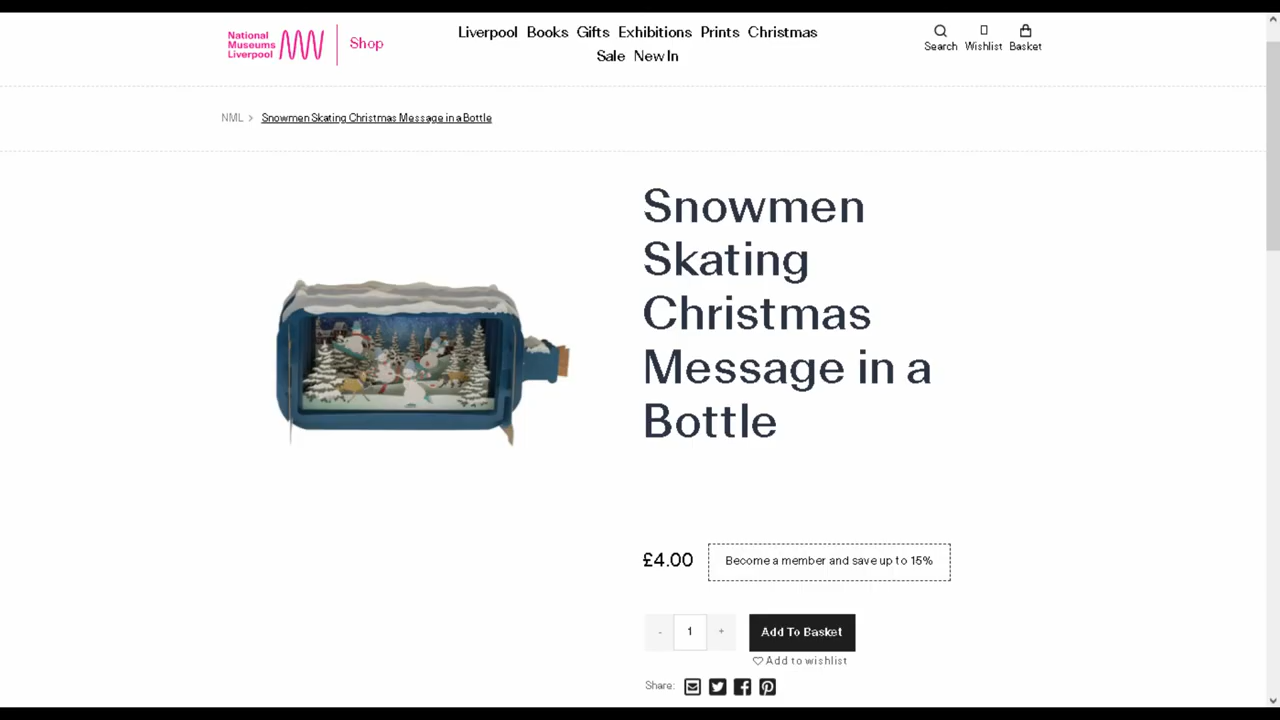 National
Museums
Liverpool
Shop
Liverpool Books Gifts Exhibitions Prints Christmas
Sale New In
Search Wishlist Basket
NML > Snowmen Skating Christmas Message in a Bottle
Snowmen
Skating
Christmas
Message in a
Bottle
£4.00
Become a member and save up to 15%
- 1 +
Add To Basket
Add to wishlist
Share: